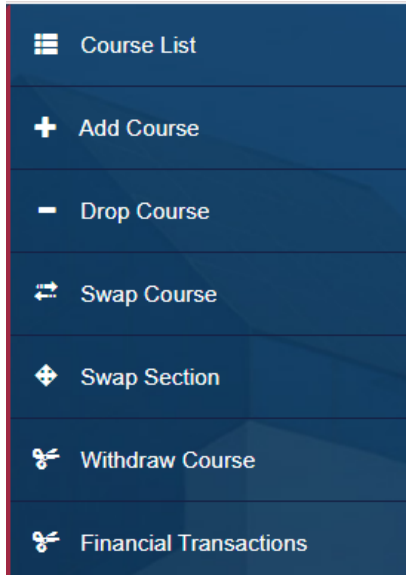 Course List
Add Course
Drop Course
Swap Course
Swap Section
Withdraw Course
Financial Transactions